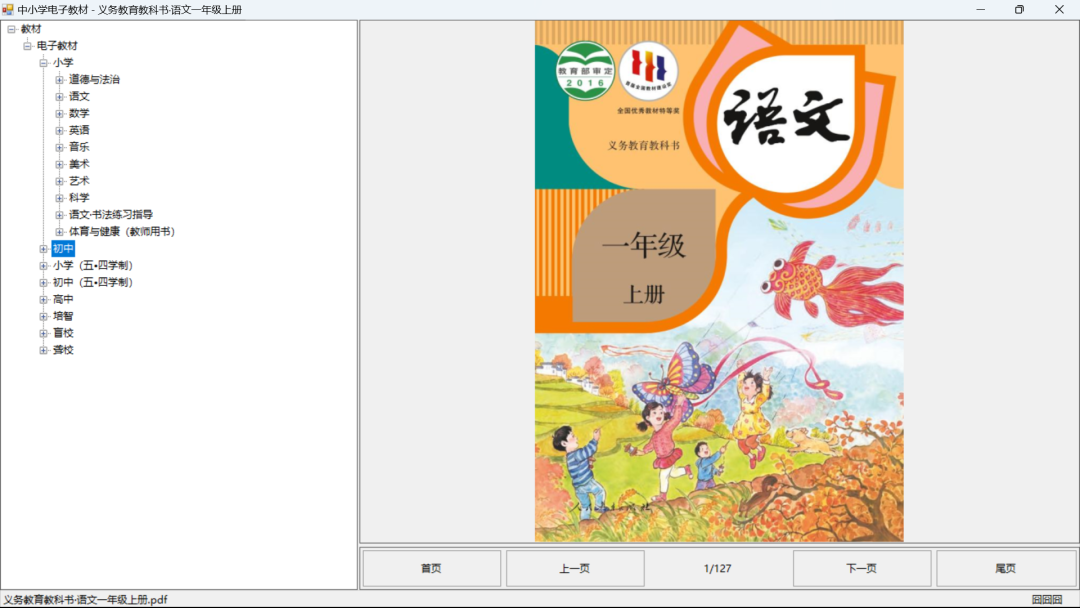 中小学电子教材 - 义务教育教科书·语文一年级上册
教材
电子教材
小学
道德与法治
语文
数学
英语
音乐
美术
艺术
科学
语文·书法练习指导
体育与健康（教师用书）
初中
小学（五•四学制）
初中（五•四学制）
高中
培智
盲校
聋校
教育部审定
2016
全国优秀教材特等奖
义务教育教科书
语文
一年级
上册
人民教育出版社
首页
上一页
1/127
下一页
尾页
义务教育教科书·语文一年级上册.pdf